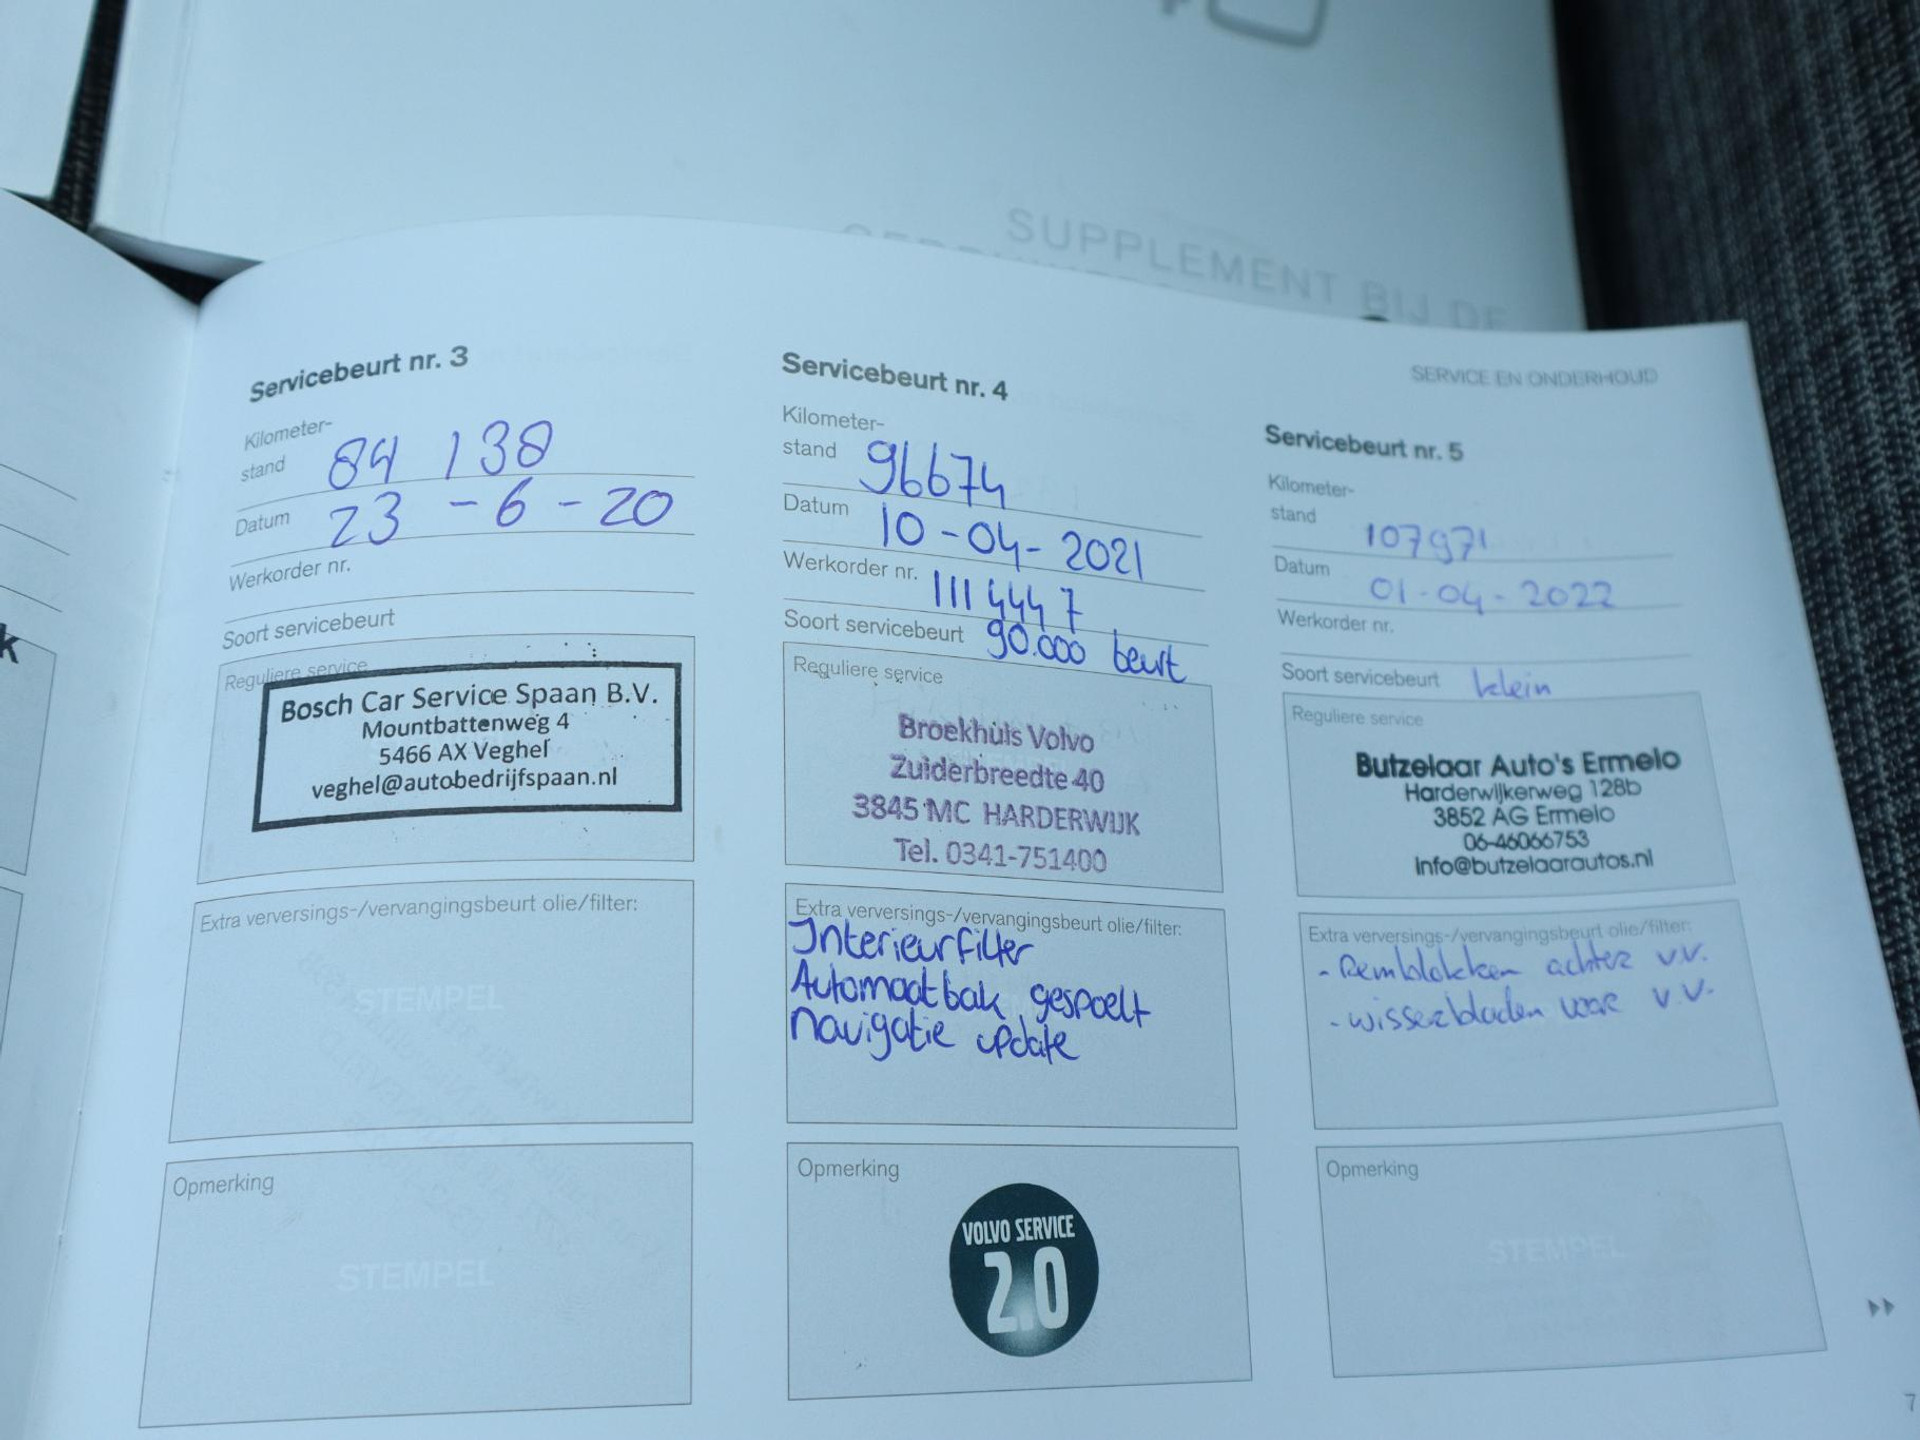 SUPPLEMENT BIJ DE
SERVICE EN ONDERHOUD
Servicebeurt nr. 3
Kilometer-
stand 84 138
Datum 23 - 6 - 20
Werkorder nr.
Soort servicebeurt
Reguliere service
Bosch Car Service Spaan B.V.
Mountbattenweg 4
5466 AX Veghel
veghel@autobedrijfspaan.nl
Extra verversings-/vervangingsbeurt olie/filter:
STEMPEL
Opmerking
STEMPEL
Servicebeurt nr. 4
Kilometer-
stand 96674
Datum 10-04-2021
Werkorder nr. 1114447
Soort servicebeurt 90.000 beurt
Reguliere service
Broekhuis Volvo
Zuiderbreedte 40
3845 MC HARDERWIJK
Tel. 0341-751400
Extra verversings-/vervangingsbeurt olie/filter:
Interieurfilter
Automaatbak gespoelt
Navigatie update
Opmerking
VOLVO SERVICE
2.0
Servicebeurt nr. 5
Kilometer-
stand 107971
Datum 01-04-2022
Werkorder nr.
Soort servicebeurt klein
Reguliere service
Butzelaar Auto's Ermelo
Harderwijkerweg 128b
3852 AG Ermelo
06-46066753
Info@butzelaarautos.nl
Extra verversings-/vervangingsbeurt olie/filter:
- Remblokken achter v.v.
- wisserbladen voor v.v.
Opmerking
STEMPEL
7